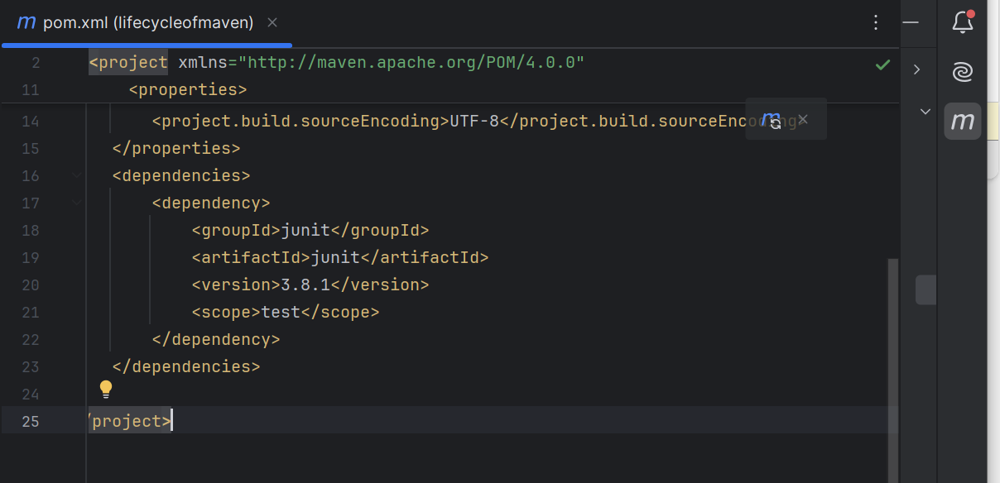 m pom.xml (lifecycleofmaven)
2 <project xmlns="http://maven.apache.org/POM/4.0.0"
11 <properties>
14 <project.build.sourceEncoding>UTF-8</project.build.sourceEncoding>
15 </properties>
16 <dependencies>
17 <dependency>
18 <groupId>junit</groupId>
19 <artifactId>junit</artifactId>
20 <version>3.8.1</version>
21 <scope>test</scope>
22 </dependency>
23 </dependencies>
24
25 /project>
m
m